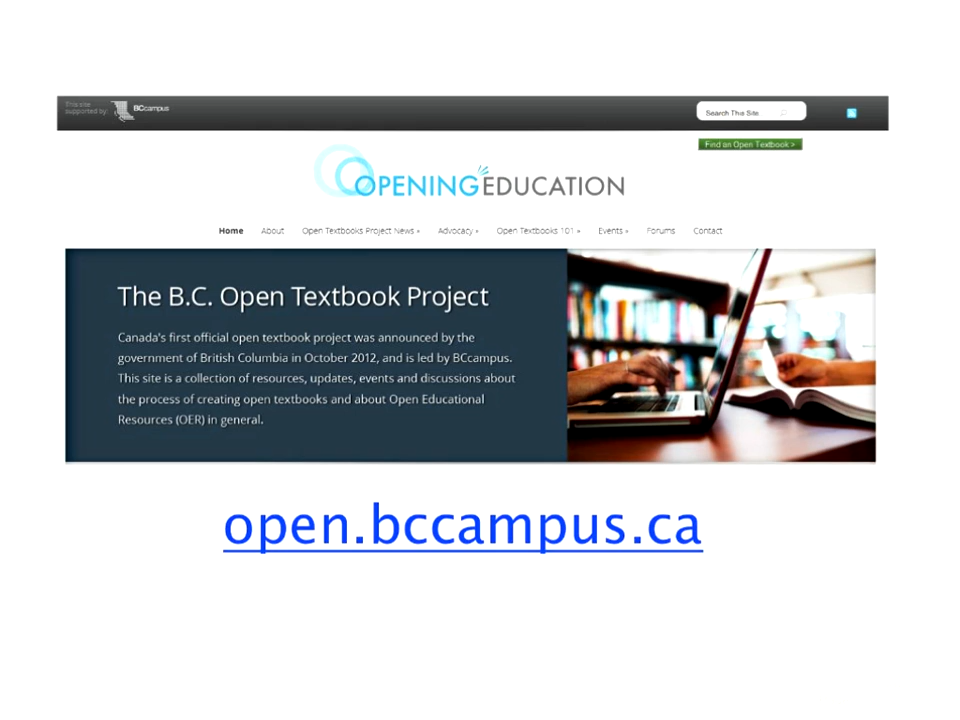 This site
supported by:
BCcampus
Search This Site
Find an Open Textbook >
OPENINGEDUCATION
Home About Open Textbooks Project News » Advocacy » Open Textbooks 101 » Events » Forums Contact
The B.C. Open Textbook Project
Canada's first official open textbook project was announced by the
government of British Columbia in October 2012, and is led by BCcampus.
This site is a collection of resources, updates, events and discussions about
the process of creating open textbooks and about Open Educational
Resources (OER) in general.
open.bccampus.ca